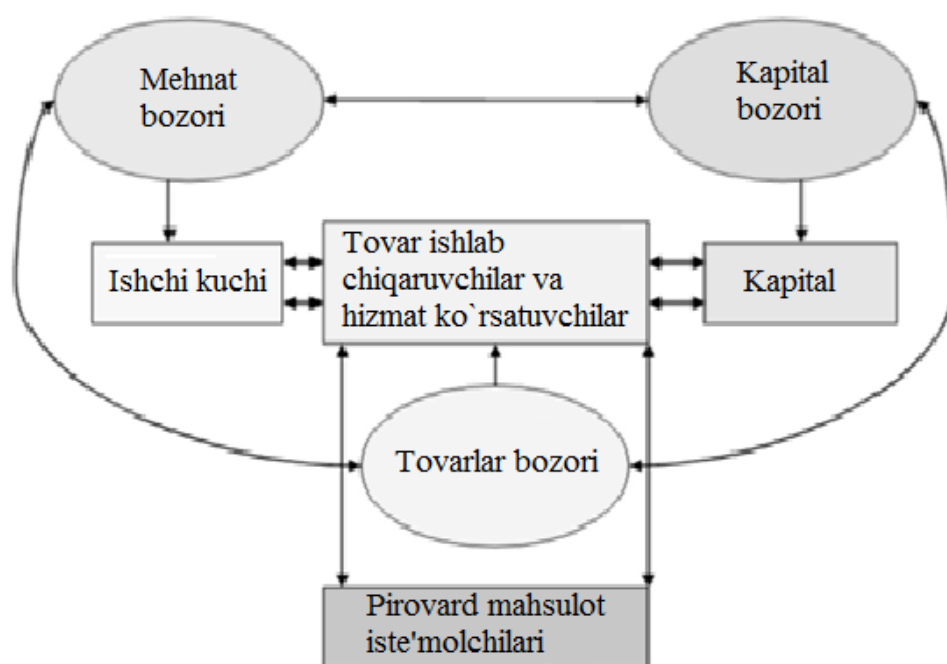 Mehnat
bozori
Kapital
bozori
Ishchi kuchi
Tovar ishlab
chiqaruvchilar va
hizmat ko`rsatuvchilar
Kapital
Tovarlar bozori
Pirovard mahsulot
iste'molchilari